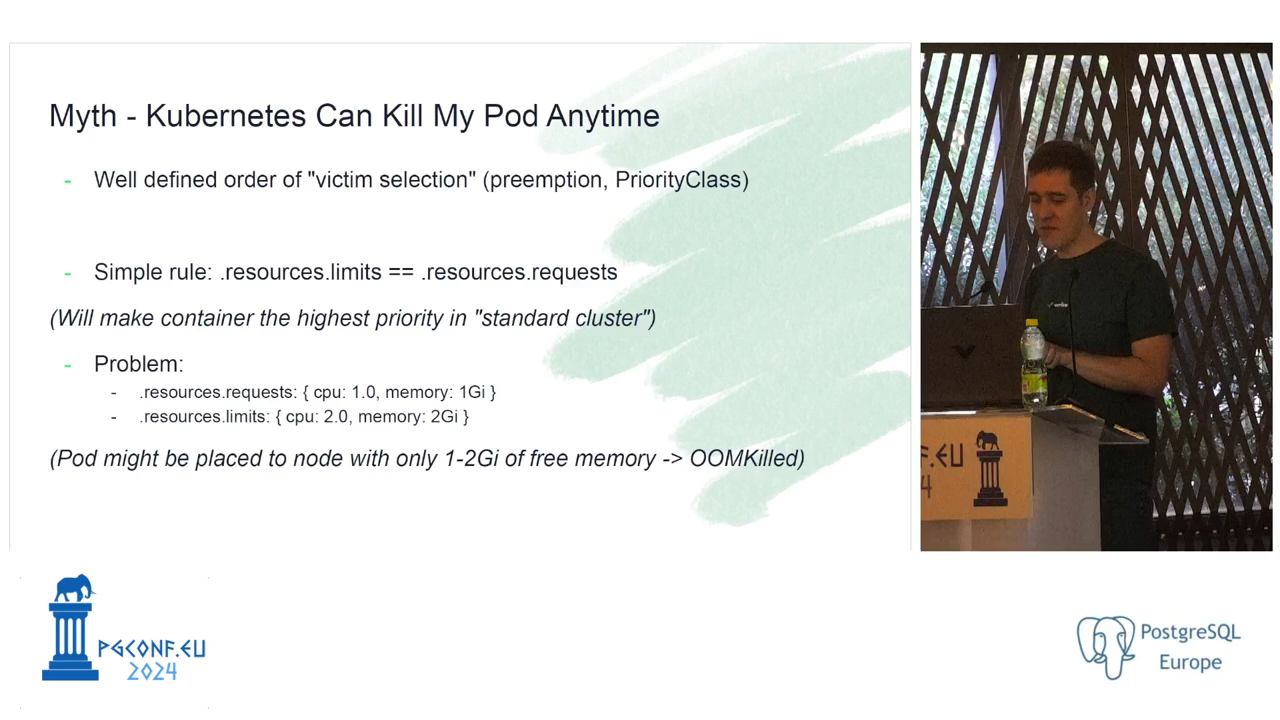 Myth - Kubernetes Can Kill My Pod Anytime
- Well defined order of "victim selection" (preemption, PriorityClass)
- Simple rule: .resources.limits == .resources.requests
(Will make container the highest priority in "standard cluster")
- Problem:
- .resources.requests: { cpu: 1.0, memory: 1Gi }
- .resources.limits: { cpu: 2.0, memory: 2Gi }
(Pod might be placed to node with only 1-2Gi of free memory -> OOMKilled)
F.EU
4
PGCONF.EU
2024
PostgreSQL
Europe